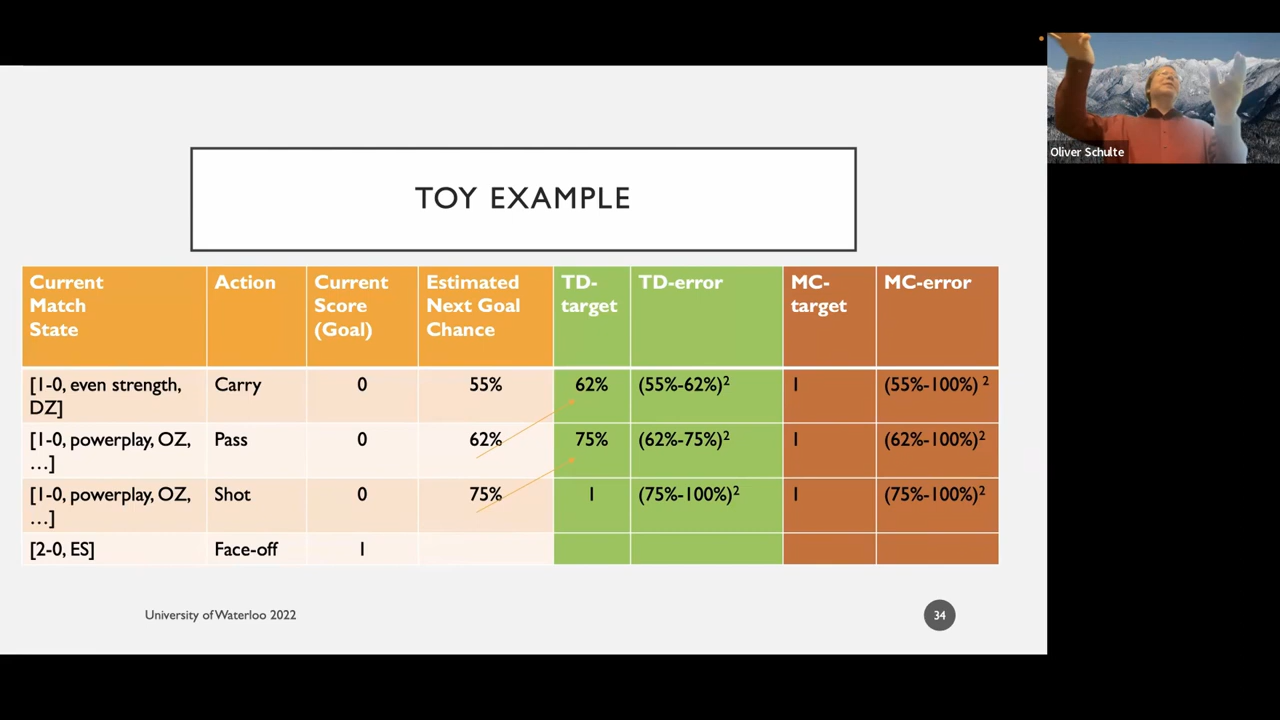 Oliver Schulte
TOY EXAMPLE
Current
Match
State
Action
Current
Score
(Goal)
Estimated
Next Goal
Chance
TD-
target
TD-error
MC-
target
MC-error
[1-0, even strength,
DZ]
Carry
0
55%
62%
(55%-62%)²
1
(55%-100%) ²
[1-0, powerplay, OZ,
…]
Pass
0
62%
75%
(62%-75%)²
1
(62%-100%)²
[1-0, powerplay, OZ,
…]
Shot
0
75%
1
(75%-100%)²
1
(75%-100%)²
[2-0, ES]
Face-off
1
University of Waterloo 2022
34